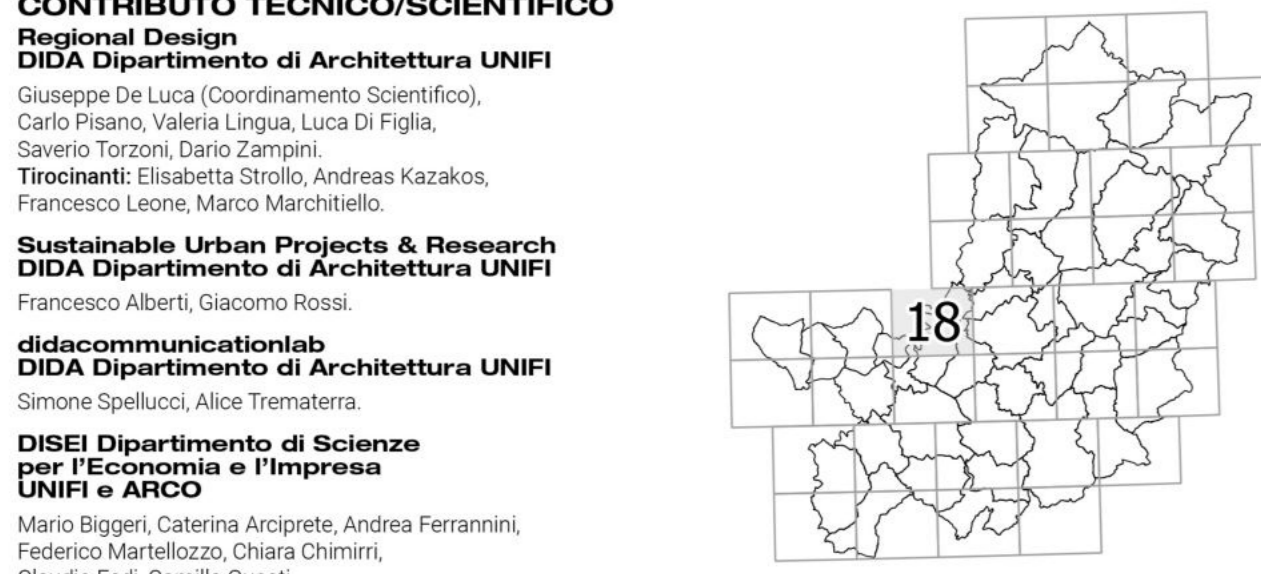 CONTRIBUTO TECNICO/SCIENTIFICO
Regional Design
DIDA Dipartimento di Architettura UNIFI
Giuseppe De Luca (Coordinamento Scientifico),
Carlo Pisano, Valeria Lingua, Luca Di Figlia,
Saverio Torzoni, Dario Zampini.
Tirocinanti: Elisabetta Strollo, Andreas Kazakos,
Francesco Leone, Marco Marchitiello.
Sustainable Urban Projects & Research
DIDA Dipartimento di Architettura UNIFI
Francesco Alberti, Giacomo Rossi.
didacommunicationlab
DIDA Dipartimento di Architettura UNIFI
Simone Spellucci, Alice Trematerra.
DISEI Dipartimento di Scienze
per l'Economia e l'Impresa
UNIFI e ARCO
Mario Biggeri, Caterina Arciprete, Andrea Ferrannini,
Federico Martellozzo, Chiara Chimirri,
18